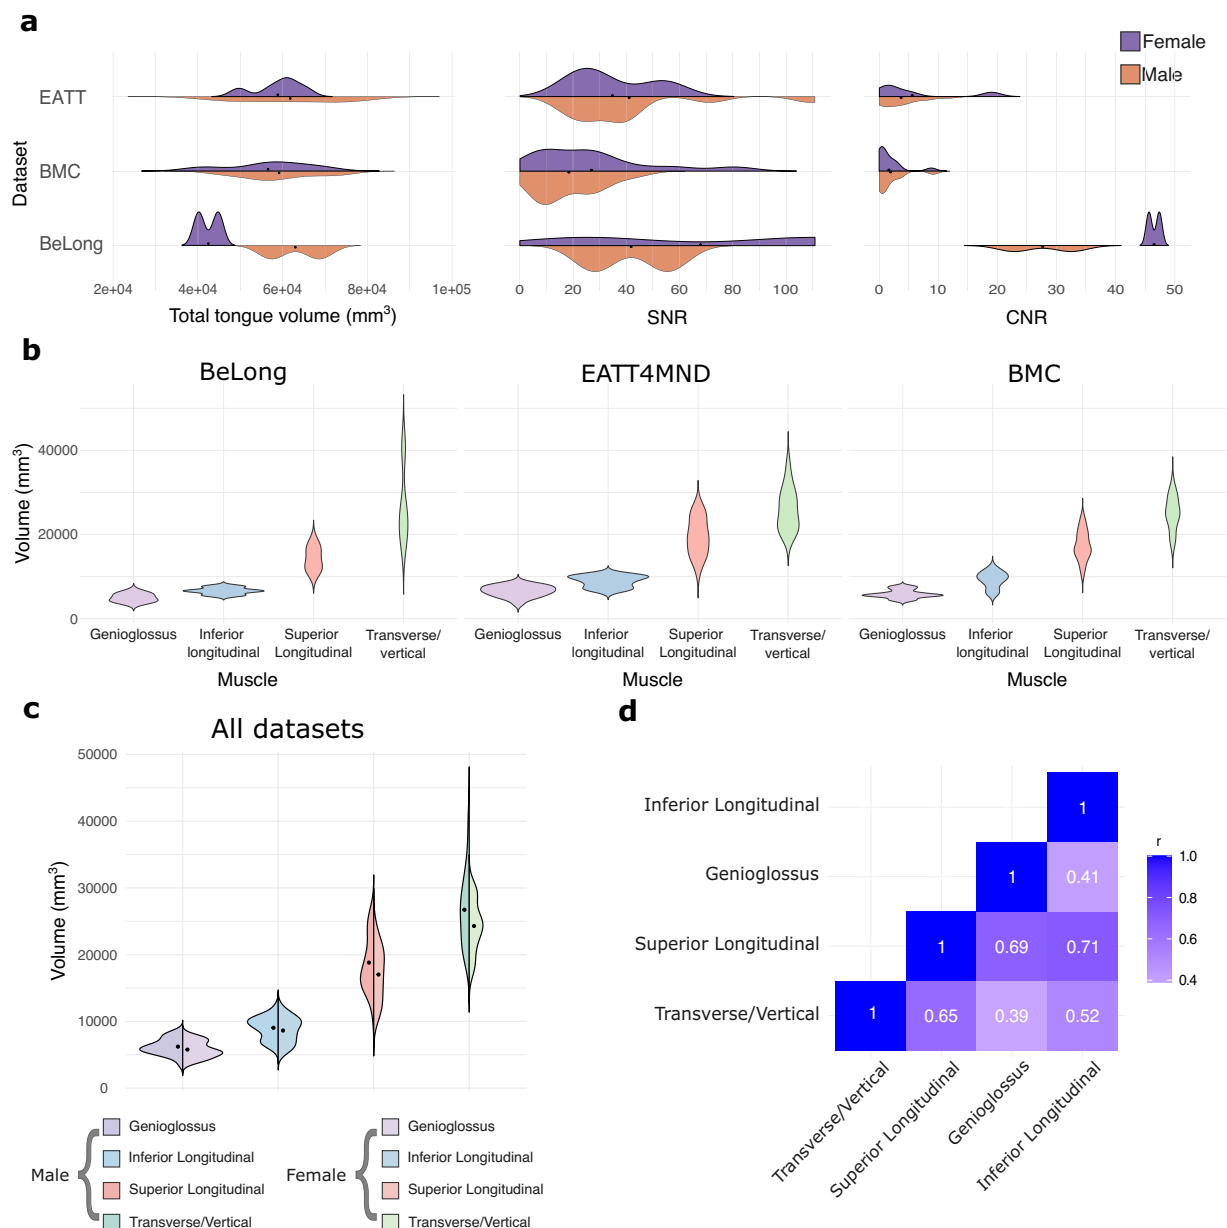 a
Female
Male
Dataset
EATT
BMC
BeLong
2e+04 4e+04 6e+04 8e+04 1e+05
Total tongue volume (mm³)
0 20 40 60 80 100
SNR
0 10 20 30 40 50
CNR
b
BeLong EATT4MND BMC
Volume (mm³)
40000
20000
0
Genioglossus Inferior longitudinal Superior Longitudinal Transverse/ vertical
Genioglossus Inferior longitudinal Superior Longitudinal Transverse/ vertical
Genioglossus Inferior longitudinal Superior Longitudinal Transverse/ vertical
Muscle Muscle Muscle
c
All datasets
Volume (mm³)
50000
40000
30000
20000
10000
0
Male
Genioglossus
Inferior Longitudinal
Superior Longitudinal
Transverse/Vertical
Female
Genioglossus
Inferior Longitudinal
Superior Longitudinal
Transverse/Vertical
d
Inferior Longitudinal 1
Genioglossus 1 0.41
Superior Longitudinal 1 0.69 0.71
Transverse/Vertical 1 0.65 0.39 0.52
Transverse/Vertical
Superior Longitudinal
Genioglossus
Inferior Longitudinal
r
1.0
0.8
0.6
0.4